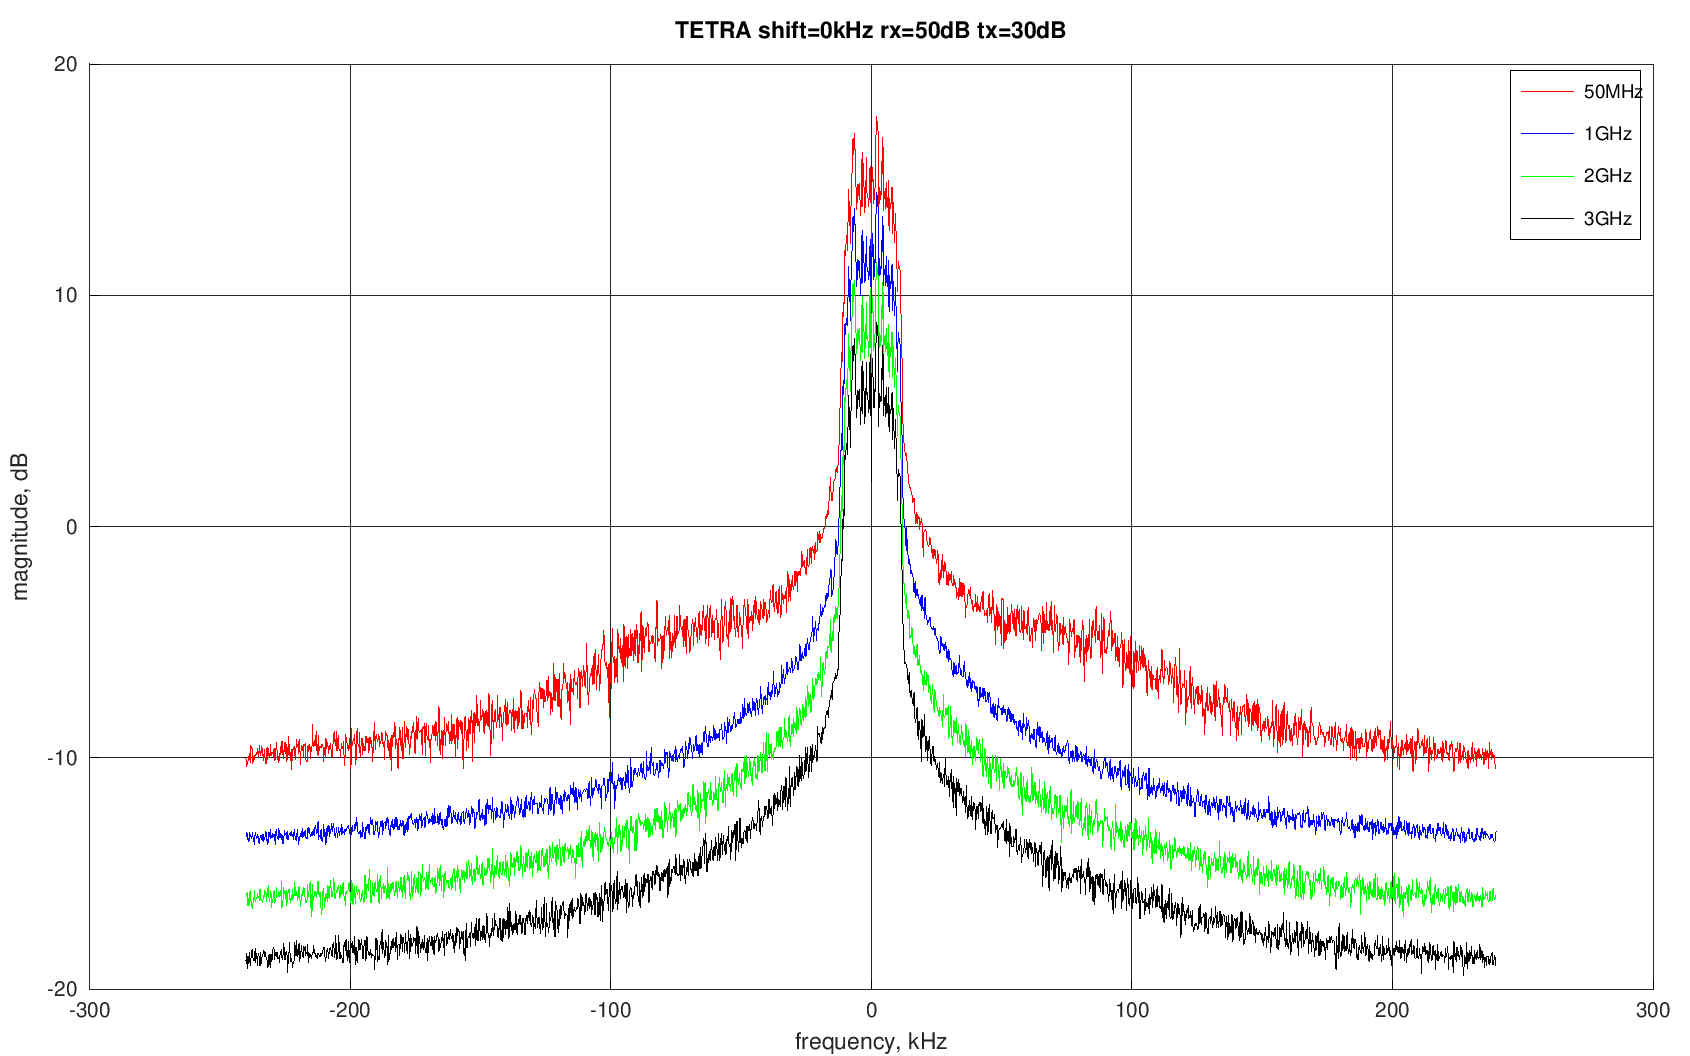 TETRA shift=0kHz rx=50dB tx=30dB
20
10
0
-10
-20
magnitude, dB
50MHz
1GHz
2GHz
3GHz
-300
-200
-100
0
100
200
300
frequency, kHz